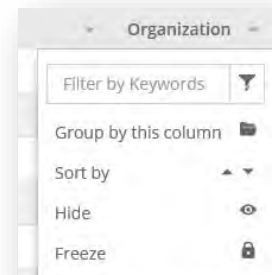 Organization
Filter by Keywords
Group by this column
Sort by
Hide
Freeze